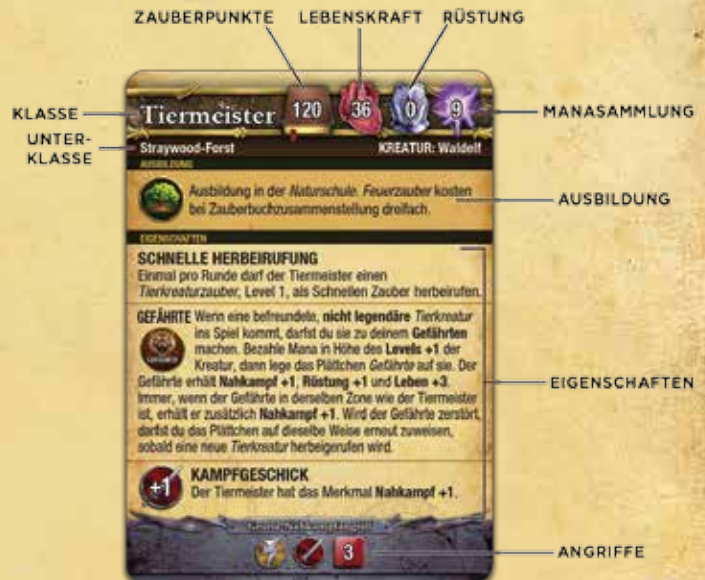 ZAUBERPUNKTE LEBENSKRAFT RÜSTUNG
KLASSE
UNTER-
KLASSE
Tiermeister 120 36 0 9
MANASAMMLUNG
Straywood-Forst KREATUR: Waldelf
AUSBILDUNG
Ausbildung in der Naturschule. Feuerzauber kosten
bei Zauberbuchzusammenstellung dreifach.
AUSBILDUNG
EIGENSCHAFTEN
SCHNELLE HERBEIRUFUNG
Einmal pro Runde darf der Tiermeister einen
Tierkreaturzauber, Level 1, als Schnellen Zauber herbeirufen.
GEFÄHRTE Wenn eine befreundete, nicht legendäre Tierkreatur
ins Spiel kommt, darfst du sie zu deinem Gefährten
machen. Bezahle Mana in Höhe des Levels +1 der
Kreatur, dann lege das Plättchen Gefährte auf sie. Der
Gefährte erhält Nahkampf +1, Rüstung +1 und Leben +3.
Immer, wenn der Gefährte in derselben Zone wie der Tiermeister
ist, erhält er zusätzlich Nahkampf +1. Wird der Gefährte zerstört,
darfst du das Plättchen auf dieselbe Weise erneut zuweisen,
sobald eine neue Tierkreatur herbeigerufen wird.
EIGENSCHAFTEN
+1 KAMPFGESCHICK
Der Tiermeister hat das Merkmal Nahkampf +1.
3
ANGRIFFE